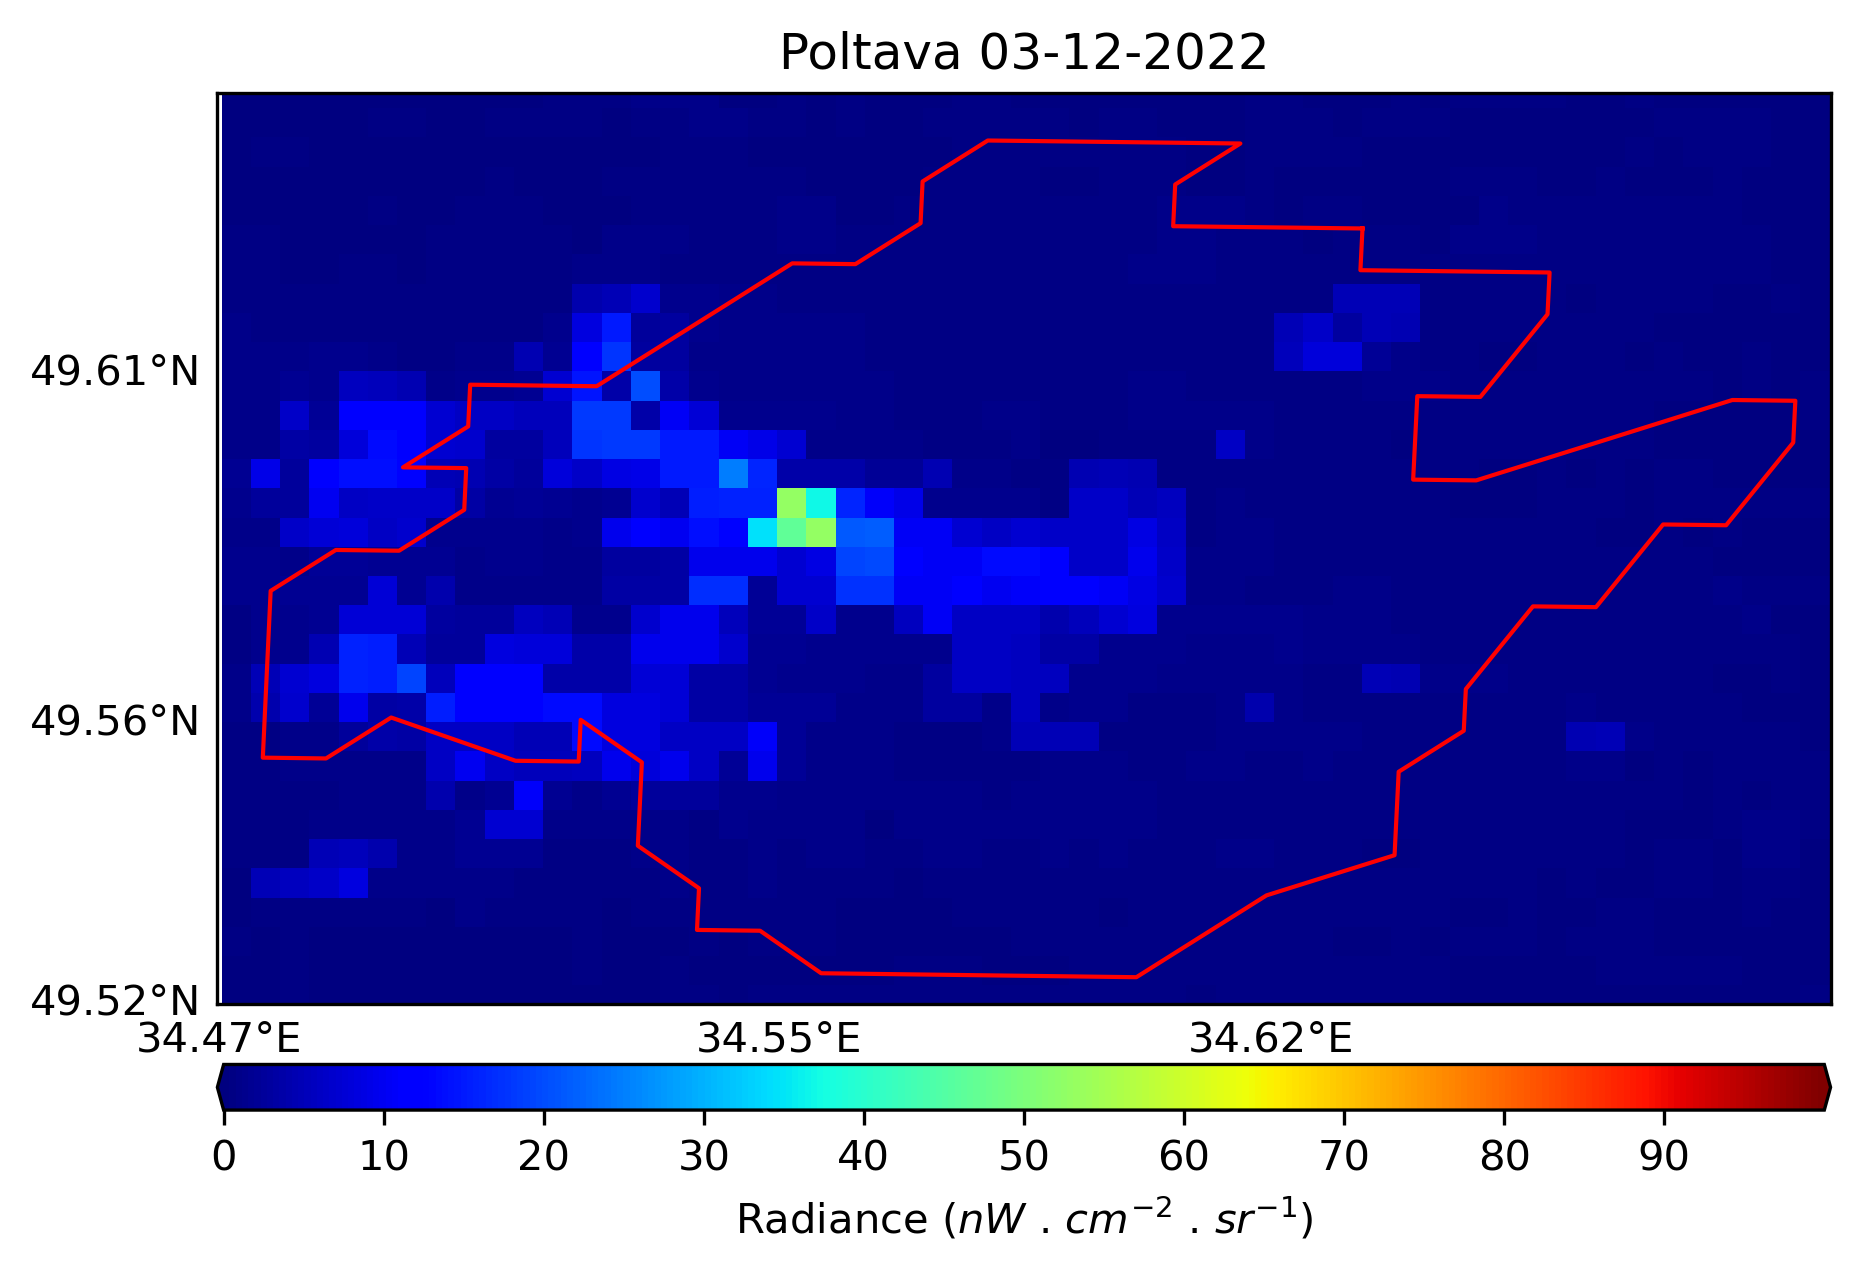 Poltava 03-12-2022
49.61°N
49.56°N
49.52°N
34.47°E 34.55°E 34.62°E
0 10 20 30 40 50 60 70 80 90
Radiance (nW . cm⁻² . sr⁻¹)